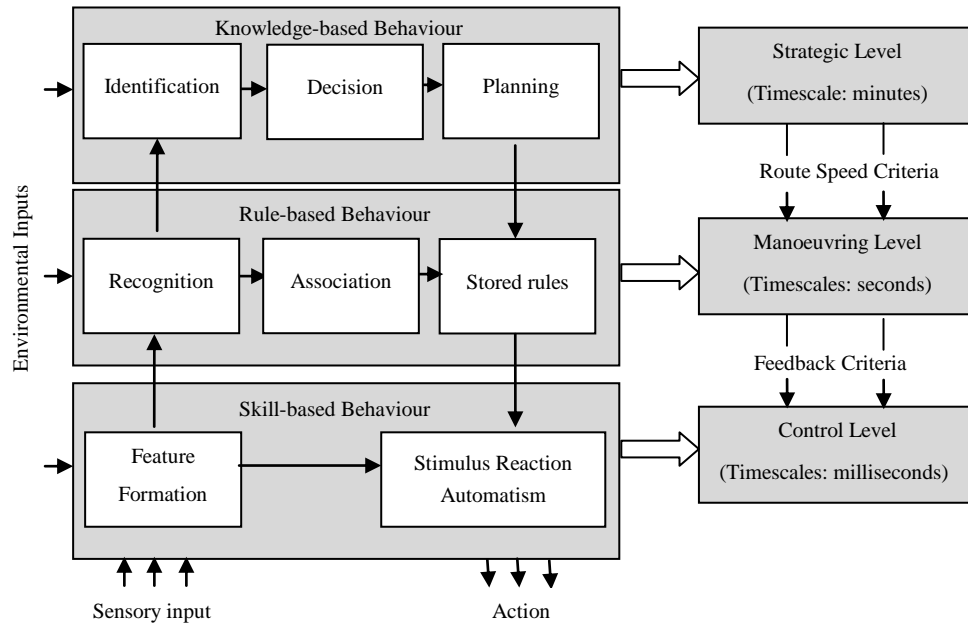 Knowledge-based Behaviour
Identification
Decision
Planning
Strategic Level
(Timescale: minutes)
Route Speed Criteria
Environmental Inputs
Rule-based Behaviour
Recognition
Association
Stored rules
Manoeuvring Level
(Timescales: seconds)
Feedback Criteria
Skill-based Behaviour
Feature
Formation
Stimulus Reaction
Automatism
Control Level
(Timescales: milliseconds)
Sensory input
Action